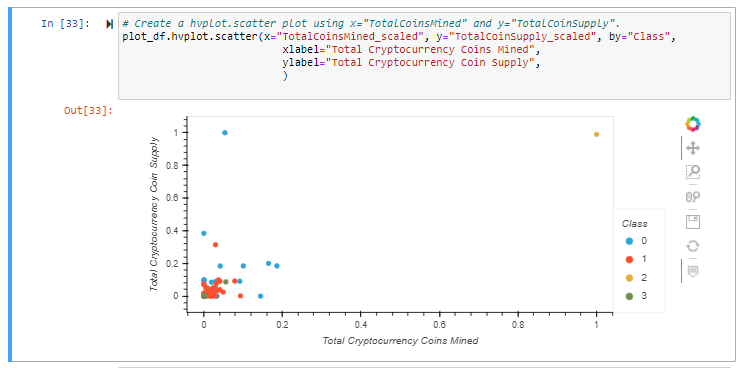 In [33]:
# Create a hvplot.scatter plot using x="TotalCoinsMined" and y="TotalCoinSupply".
plot_df.hvplot.scatter(x="TotalCoinsMined_scaled", y="TotalCoinSupply_scaled", by="Class",
xlabel="Total Cryptocurrency Coins Mined",
ylabel="Total Cryptocurrency Coin Supply",
)
Out[33]:
Total Cryptocurrency Coin Supply
1
0.8
0.6
0.4
0.2
0
0 0.2 0.4 0.6 0.8 1
Total Cryptocurrency Coins Mined
Class
0
1
2
3